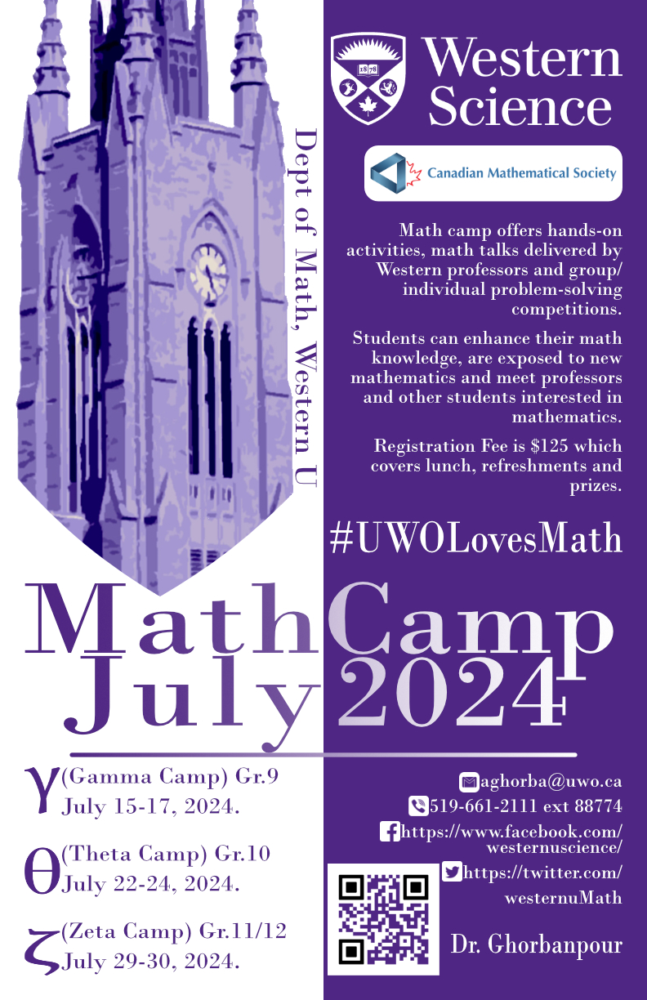 Western
Science
1878
Canadian Mathematical Society
Dept of Math, Western U
Math camp offers hands-on
activities, math talks delivered by
Western professors and group/
individual problem-solving
competitions.
Students can enhance their math
knowledge, are exposed to new
mathematics and meet professors
and other students interested in
mathematics.
Registration Fee is $125 which
covers lunch, refreshments and
prizes.
#UWOLovesMath
MathCamp
July 2024
γ (Gamma Camp) Gr.9
July 15-17, 2024.
θ (Theta Camp) Gr.10
July 22-24, 2024.
ζ (Zeta Camp) Gr.11/12
July 29-30, 2024.
aghorba@uwo.ca
519-661-2111 ext 88774
https://www.facebook.com/
westernuscience/
https://twitter.com/
westernuMath
Dr. Ghorbanpour